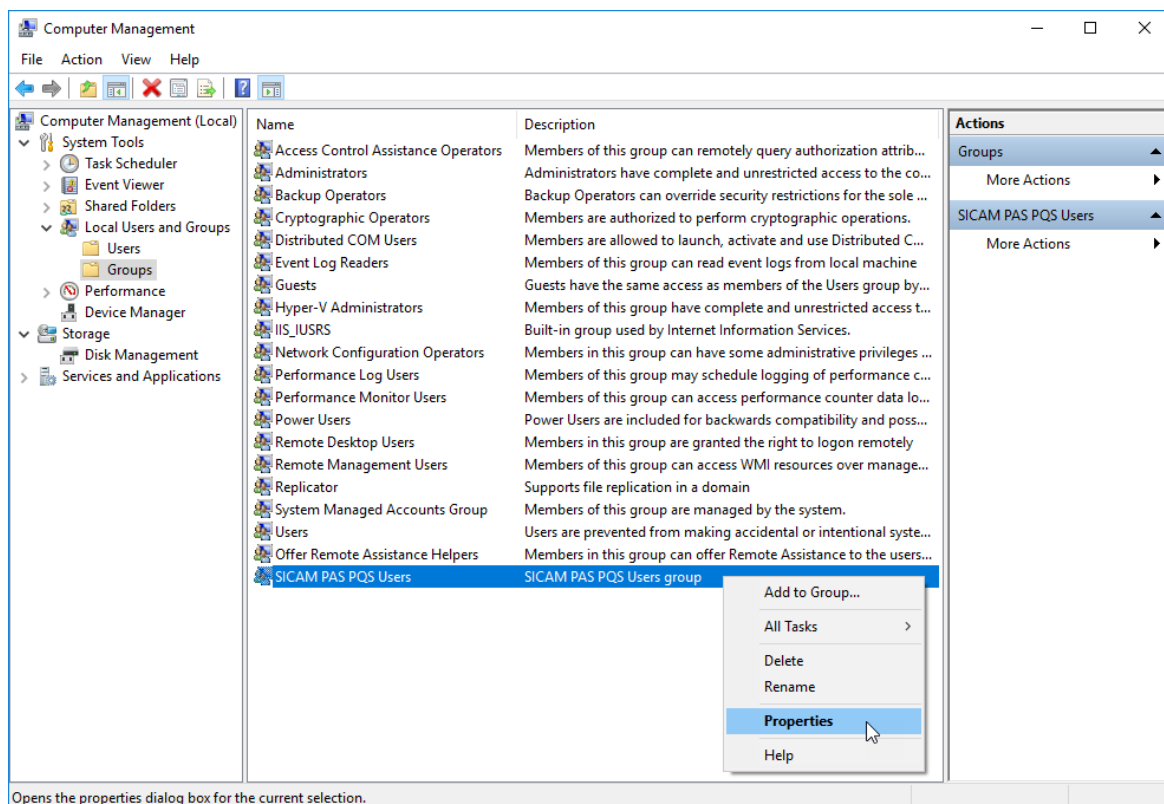 Computer Management
File Action View Help
Computer Management (Local)
System Tools
Task Scheduler
Event Viewer
Shared Folders
Local Users and Groups
Users
Groups
Performance
Device Manager
Storage
Disk Management
Services and Applications
Name Description
Access Control Assistance Operators Members of this group can remotely query authorization attrib...
Administrators Administrators have complete and unrestricted access to the co...
Backup Operators Backup Operators can override security restrictions for the sole ...
Cryptographic Operators Members are authorized to perform cryptographic operations.
Distributed COM Users Members are allowed to launch, activate and use Distributed C...
Event Log Readers Members of this group can read event logs from local machine
Guests Guests have the same access as members of the Users group by...
Hyper-V Administrators Members of this group have complete and unrestricted access t...
IIS_IUSRS Built-in group used by Internet Information Services.
Network Configuration Operators Members in this group can have some administrative privileges ...
Performance Log Users Members of this group may schedule logging of performance c...
Performance Monitor Users Members of this group can access performance counter data lo...
Power Users Power Users are included for backwards compatibility and poss...
Remote Desktop Users Members in this group are granted the right to logon remotely
Remote Management Users Members of this group can access WMI resources over manage...
Replicator Supports file replication in a domain
System Managed Accounts Group Members of this group are managed by the system.
Users Users are prevented from making accidental or intentional syste...
Offer Remote Assistance Helpers Members in this group can offer Remote Assistance to the users...
SICAM PAS PQS Users SICAM PAS PQS Users group
Add to Group...
All Tasks
Delete
Rename
Properties
Help
Actions
Groups
More Actions
SICAM PAS PQS Users
More Actions
Opens the properties dialog box for the current selection.